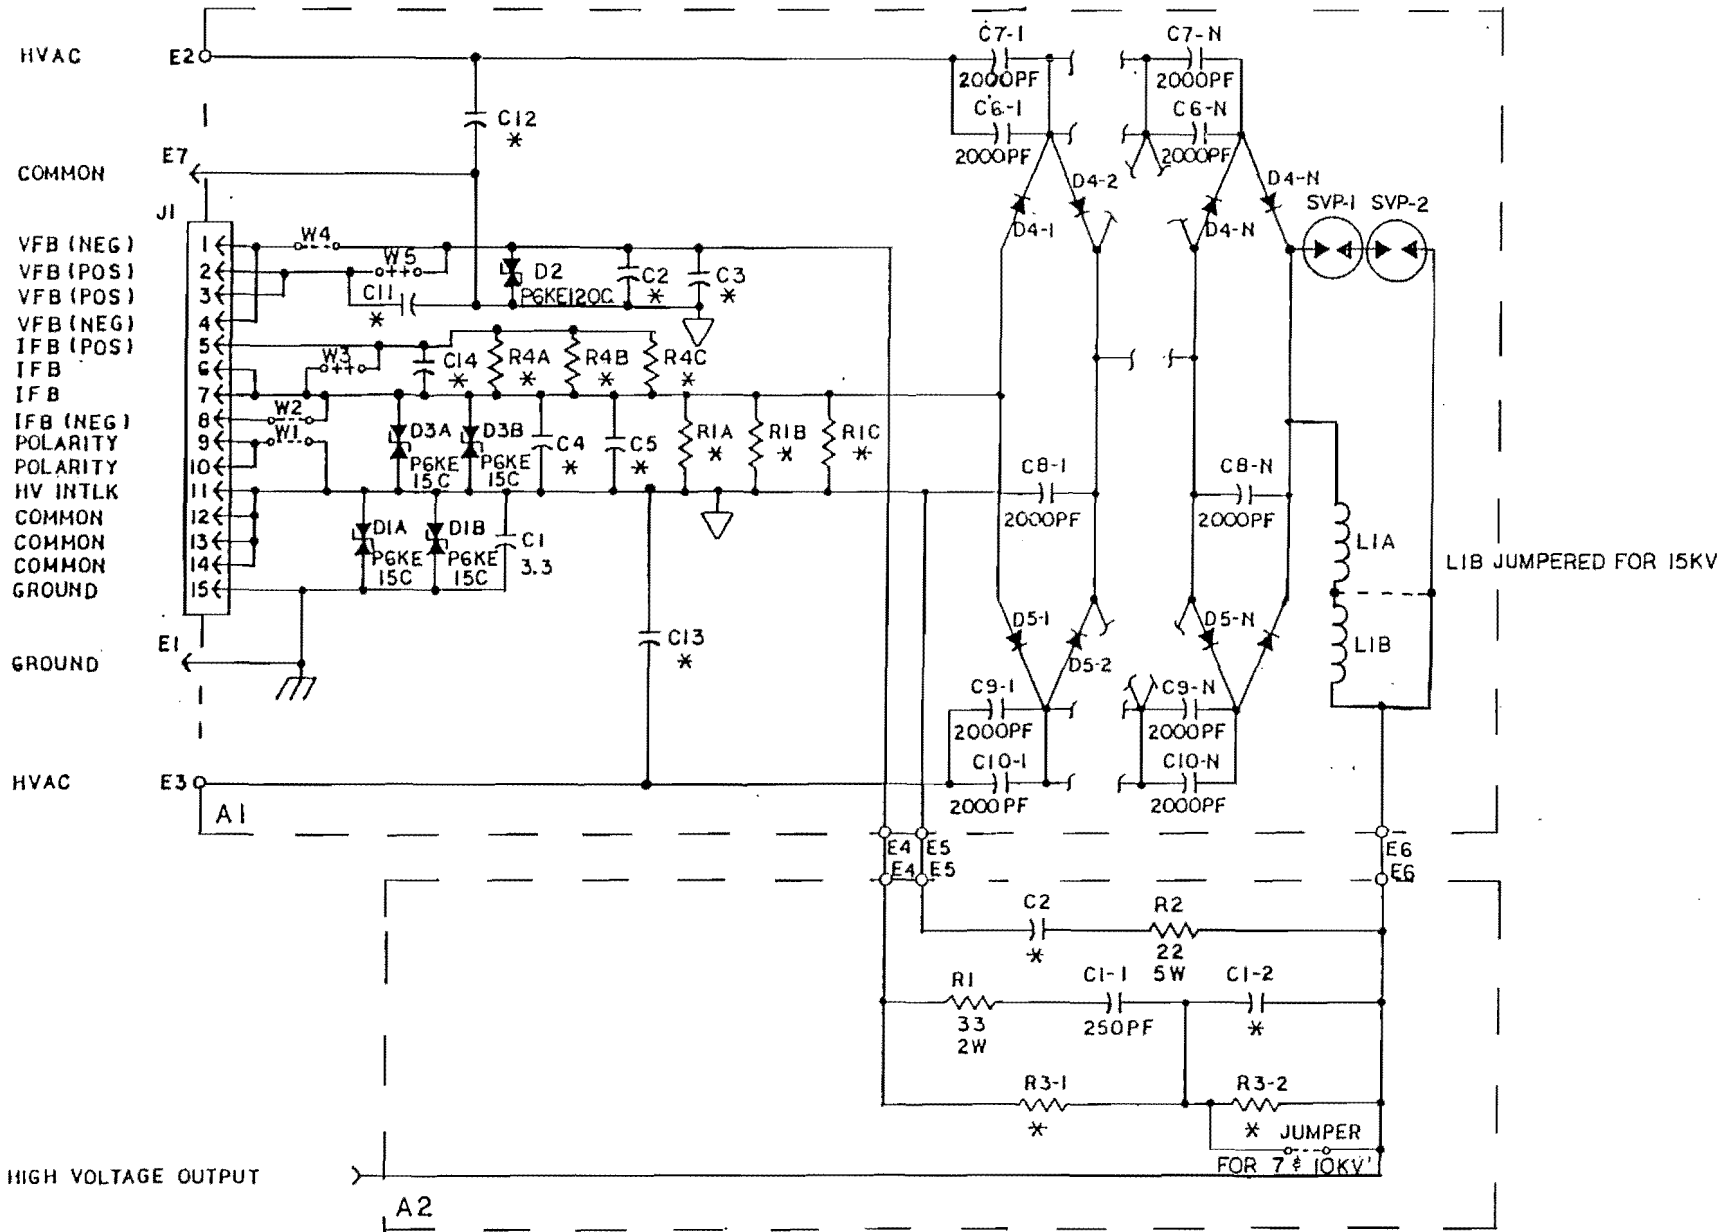 C7-1
C7-N
HVAC
E2
2000PF
2000PF
C6-1
C6-N
C12
*
2000PF
2000PF
E7
COMMON
D4-2
D4-N
SVP-1
SVP-2
J1
D4-1
D4-N
VFB (NEG)
1
W4
VFB (POS)
2
W5
D2
C2
C3
VFB (POS)
3
C11
P6KE120C
*
*
VFB (NEG)
4
*
IFB (POS)
5
IFB
6
W3
C14
R4A
R4B
R4C
*
*
*
*
IFB
7
IFB (NEG)
8
W2
POLARITY
9
W1
D3A
D3B
C4
C5
R1A
R1B
R1C
POLARITY
10
P6KE
15C
P6KE
15C
*
*
*
*
*
C8-1
C8-N
HV INTLK
11
COMMON
12
2000PF
2000PF
COMMON
13
D1A
D1B
C1
L1A
COMMON
14
P6KE
15C
P6KE
15C
3.3
L1B JUMPERED FOR 15KV
GROUND
15
E1
C13
*
D5-1
D5-N
L1B
GROUND
D5-2
C9-1
C9-N
2000PF
2000PF
C10-1
C10-N
HVAC
E3
2000PF
2000PF
A1
E4
E5
E6
E4
E5
E6
C2
R2
*
22
5W
R1
C1-1
C1-2
33
2W
250PF
*
R3-1
R3-2
*
*
JUMPER
FOR 7 & 10KV
HIGH VOLTAGE OUTPUT
A2